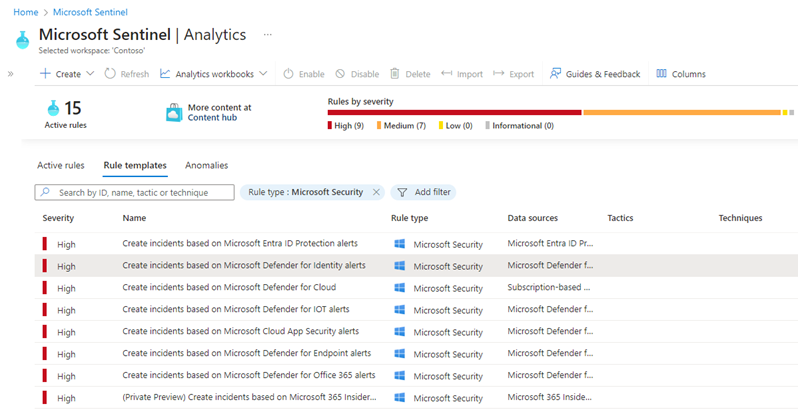 Home > Microsoft Sentinel
Microsoft Sentinel | Analytics ...
Selected workspace: 'Contoso'
» + Create Refresh Analytics workbooks Enable Disable Delete Import Export Guides & Feedback Columns
15
Active rules
More content at
Content hub
Rules by severity
High (9) Medium (7) Low (0) Informational (0)
Active rules Rule templates Anomalies
Search by ID, name, tactic or technique Rule type : Microsoft Security × Add filter
Severity Name Rule type Data sources Tactics Techniques
High Create incidents based on Microsoft Entra ID Protection alerts Microsoft Security Microsoft Entra ID Pr...
High Create incidents based on Microsoft Defender for Identity alerts Microsoft Security Microsoft Defender f...
High Create incidents based on Microsoft Defender for Cloud Microsoft Security Subscription-based ...
High Create incidents based on Microsoft Defender for IOT alerts Microsoft Security Microsoft Defender f...
High Create incidents based on Microsoft Cloud App Security alerts Microsoft Security Microsoft Defender f...
High Create incidents based on Microsoft Defender for Endpoint alerts Microsoft Security Microsoft Defender f...
High Create incidents based on Microsoft Defender for Office 365 alerts Microsoft Security Microsoft Defender f...
High (Private Preview) Create incidents based on Microsoft 365 Insider... Microsoft Security Microsoft 365 Inside...